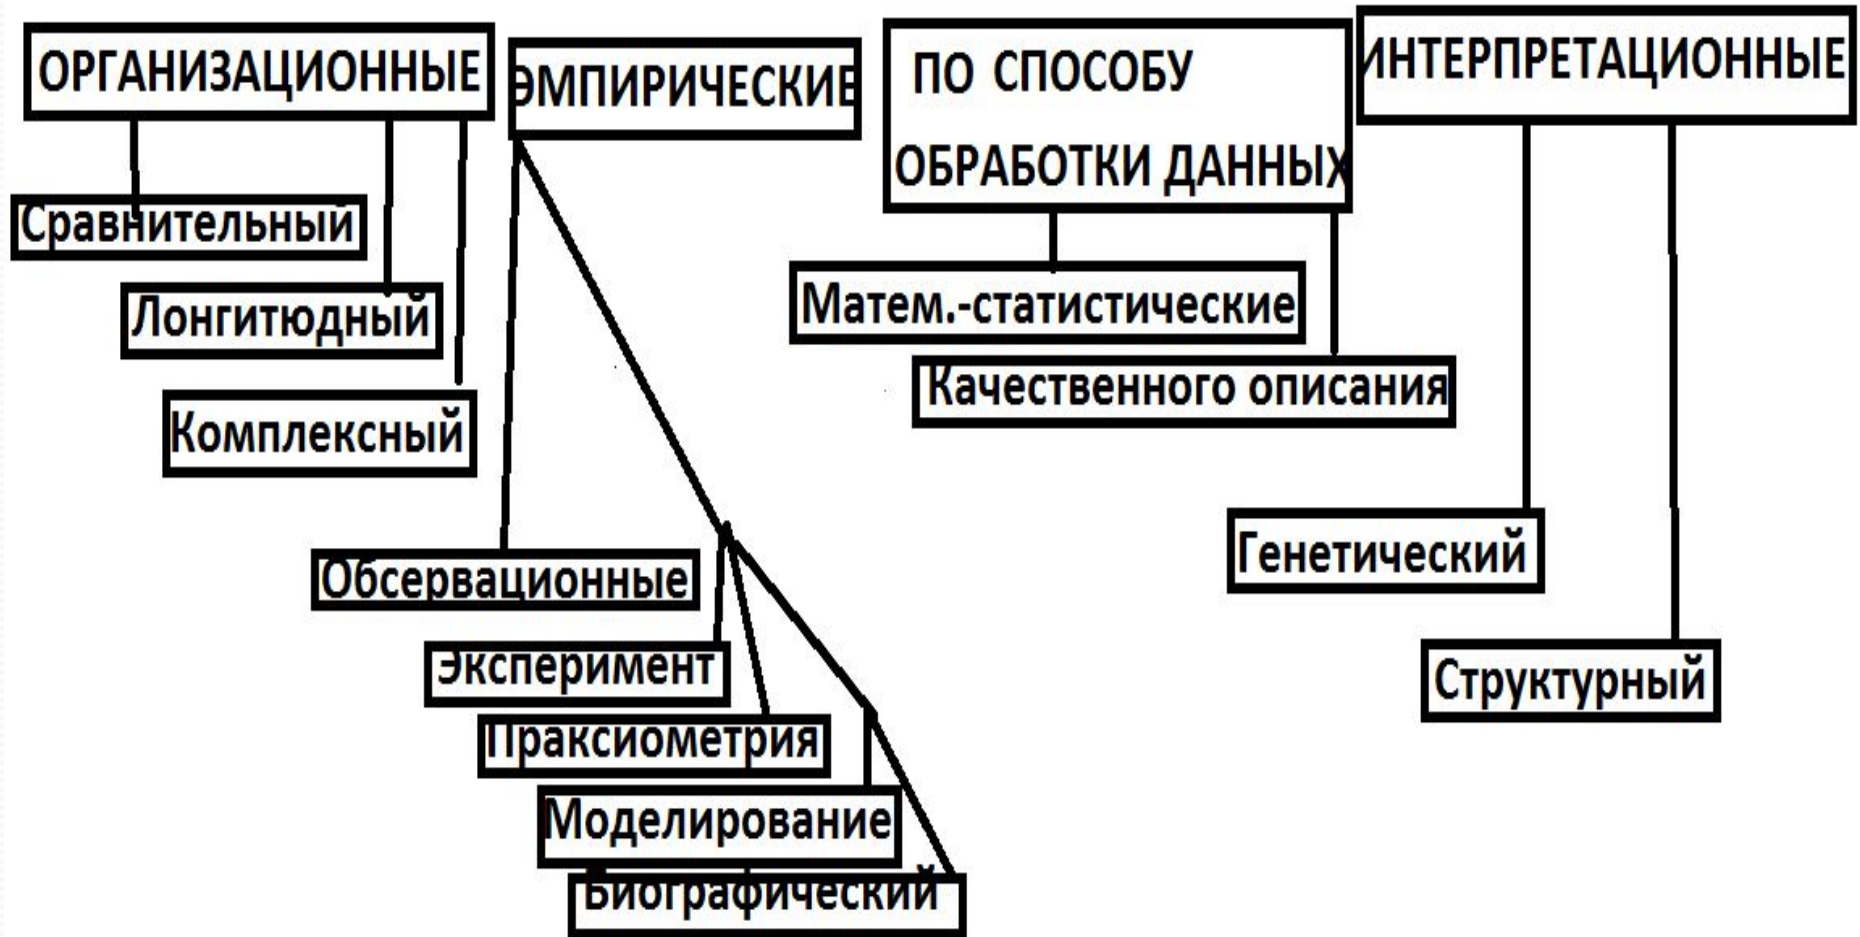 ОРГАНИЗАЦИОННЫЕ
Сравнительный
Лонгитюдный
Комплексный
ЭМПИРИЧЕСКИЕ
Обсервационные
Эксперимент
Праксиометрия
Моделирование
Биографический
ПО СПОСОБУ
ОБРАБОТКИ ДАННЫХ
Матем.-статистические
Качественного описания
ИНТЕРПРЕТАЦИОННЫЕ
Генетический
Структурный